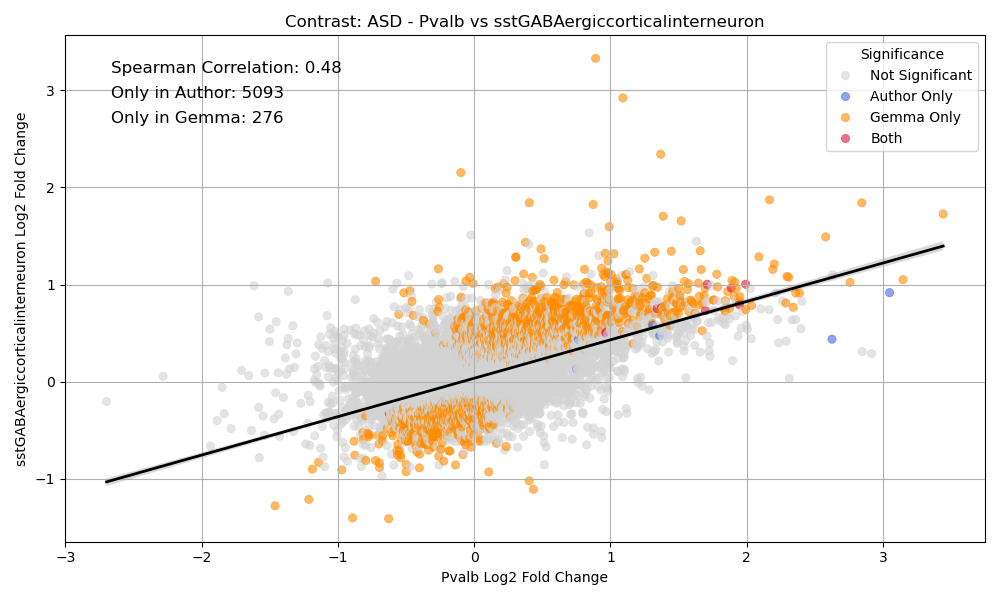 Contrast: ASD - Pvalb vs sstGABAergiccorticalinterneuron
Spearman Correlation: 0.48
Only in Author: 5093
Only in Gemma: 276
Significance
Not Significant
Author Only
Gemma Only
Both
sstGABAergiccorticalinterneuron Log2 Fold Change
3
2
1
0
−1
−3
−2
−1
0
1
2
3
Pvalb Log2 Fold Change